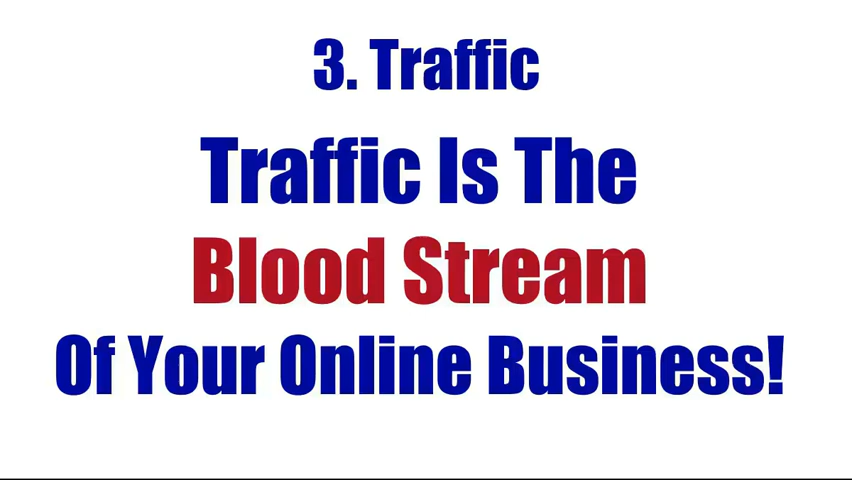 3. Traffic
Traffic Is The
Blood Stream
Of Your Online Business!